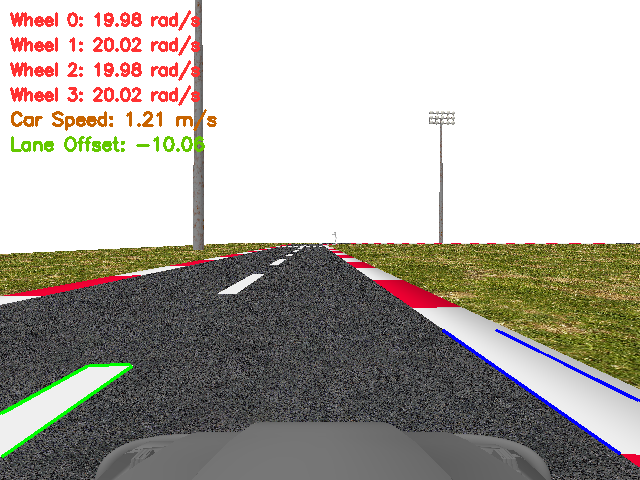 Wheel 0: 19.98 rad/s
Wheel 1: 20.02 rad/s
Wheel 2: 19.98 rad/s
Wheel 3: 20.02 rad/s
Car Speed: 1.21 m/s
Lane Offset: -10.06